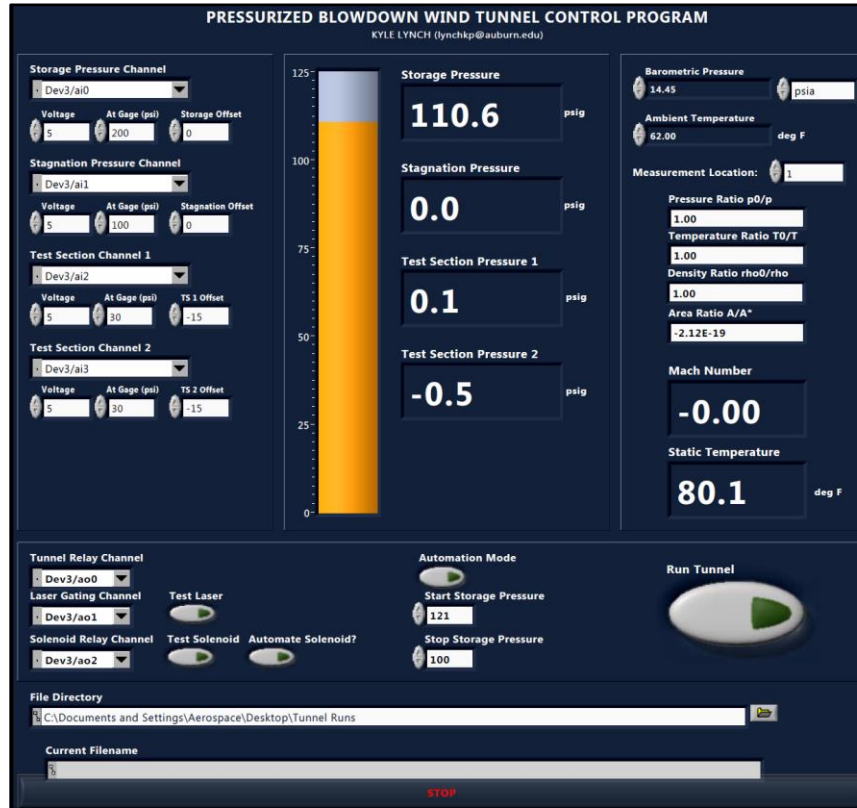 PRESSURIZED BLOWDOWN WIND TUNNEL CONTROL PROGRAM
KYLE LYNCH (lynchkp@auburn.edu)
Storage Pressure Channel
Dev3/ai0
Voltage At Gage (psi) Storage Offset
5 200 0
Stagnation Pressure Channel
Dev3/ai1
Voltage At Gage (psi) Stagnation Offset
5 100 0
Test Section Channel 1
Dev3/ai2
Voltage At Gage (psi) TS 1 Offset
5 30 -15
Test Section Channel 2
Dev3/ai3
Voltage At Gage (psi) TS 2 Offset
5 30 -15
125
100
75
50
25
0
Storage Pressure
110.6 psig
Stagnation Pressure
0.0 psig
Test Section Pressure 1
0.1 psig
Test Section Pressure 2
-0.5 psig
Barometric Pressure
14.45 psia
Ambient Temperature
62.00 deg F
Measurement Location: 1
Pressure Ratio p0/p
1.00
Temperature Ratio T0/T
1.00
Density Ratio rho0/rho
1.00
Area Ratio A/A*
-2.12E-19
Mach Number
-0.00
Static Temperature
80.1 deg F
Tunnel Relay Channel
Dev3/ao0
Laser Gating Channel Test Laser
Dev3/ao1
Solenoid Relay Channel Test Solenoid Automate Solenoid?
Dev3/ao2
Automation Mode
Start Storage Pressure
121
Stop Storage Pressure
100
Run Tunnel
File Directory
C:\Documents and Settings\Aerospace\Desktop\Tunnel Runs
Current Filename
STOP